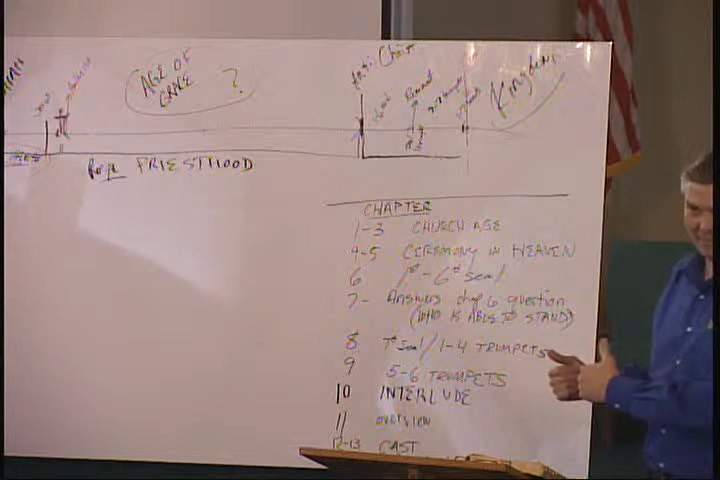 AGE OF
GRACE ?
Anti-Christ
Kingdom
PRIESTHOOD
CHAPTER
1-3 CHURCH AGE
4-5 CEREMONY IN HEAVEN
6 1st - 6th Seal
7- Answers chap 6 question
(WHO IS ABLE TO STAND)
8 7th Seal / 1-4 TRUMPETS
9 5-6 TRUMPETS
10 INTERLUDE
11 OVERVIEW
12-13 CAST